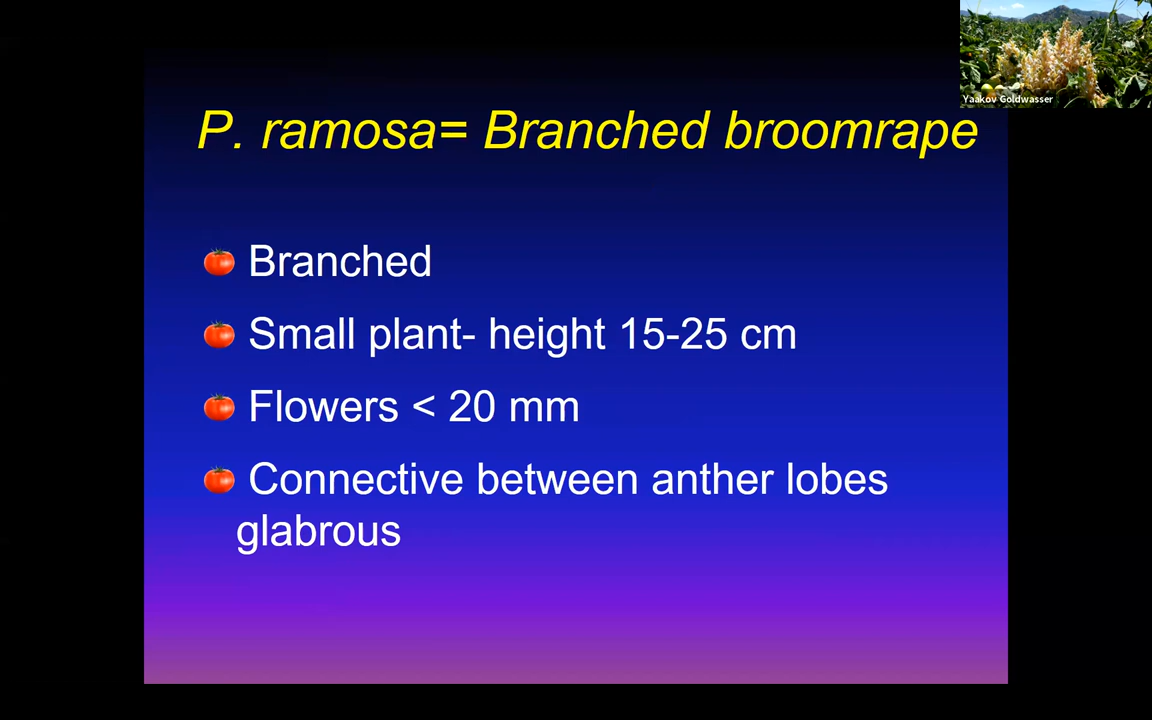 Yaakov Goldwasser
P. ramosa= Branched broomrape
Branched
Small plant- height 15-25 cm
Flowers < 20 mm
Connective between anther lobes
glabrous